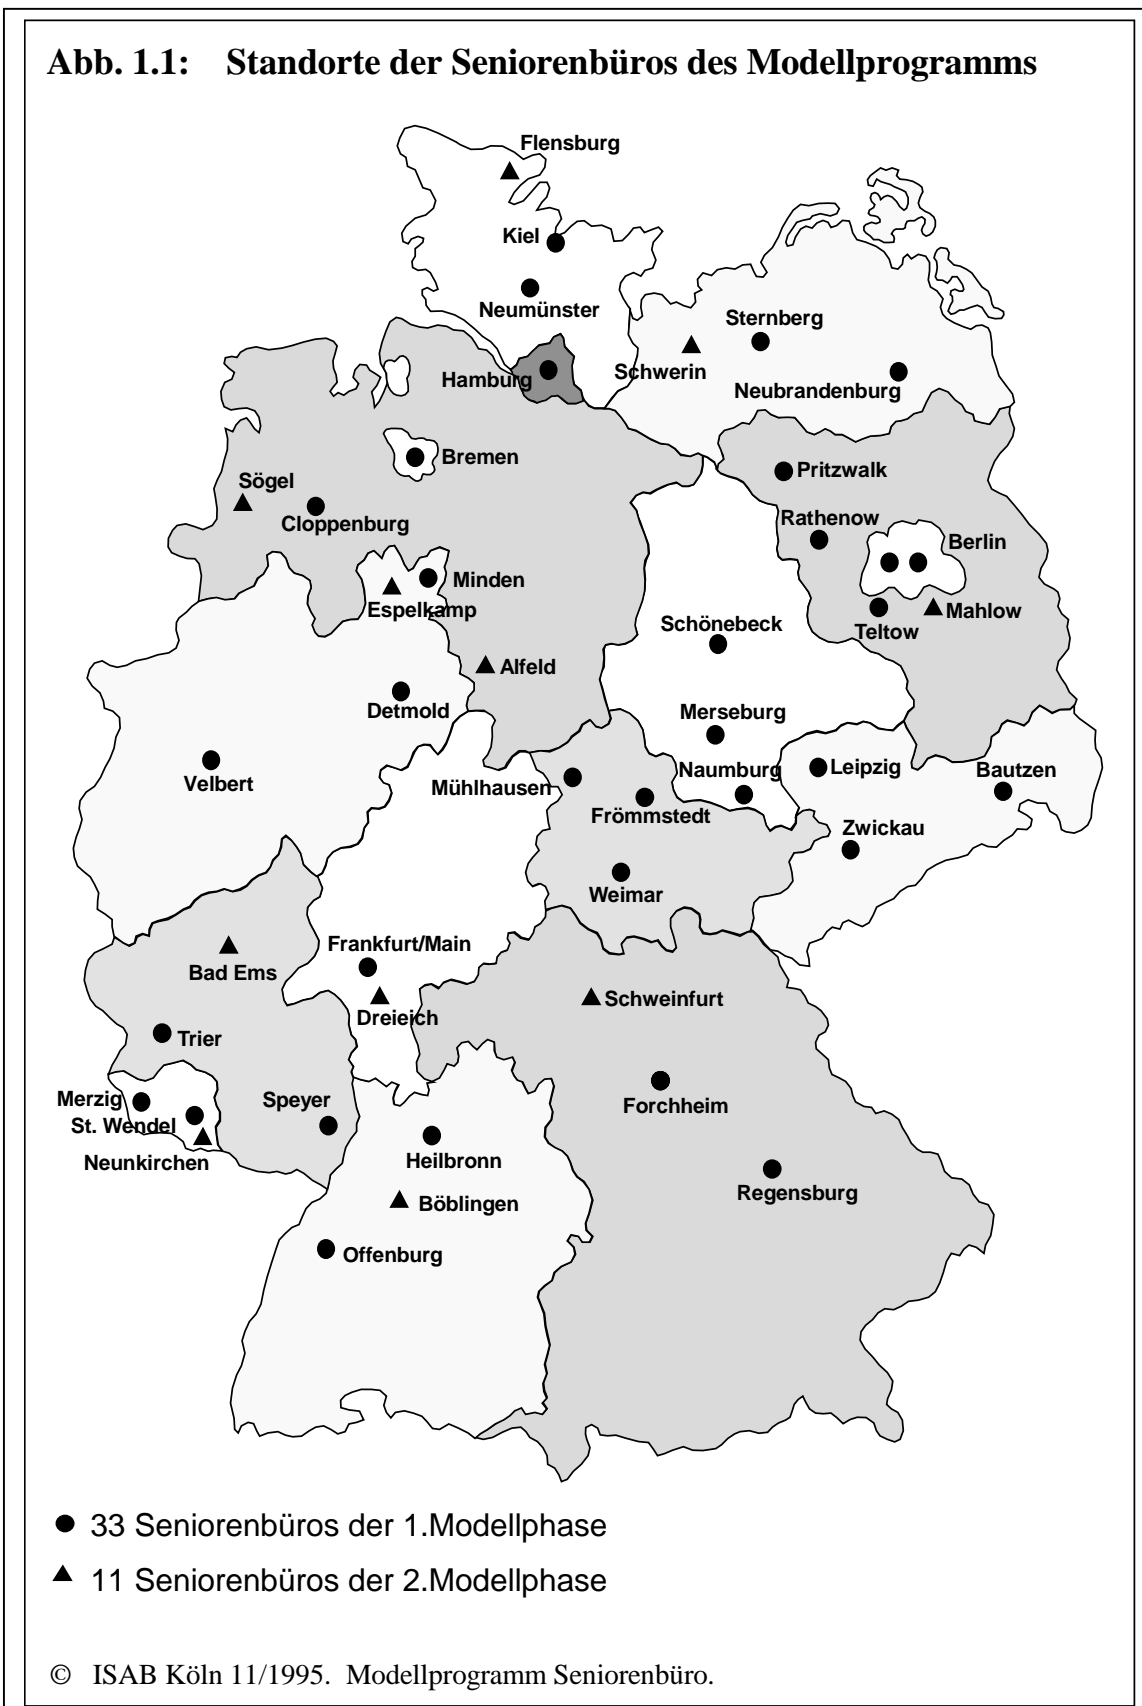 Abb. 1.1: Standorte der Seniorenbüros des Modellprogramms
Flensburg
Kiel
Neumünster
Sternberg
Hamburg
Schwerin
Neubrandenburg
Bremen
Pritzwalk
Sögel
Cloppenburg
Rathenow
Berlin
Minden
Espelkamp
Mahlow
Teltow
Schönebeck
Alfeld
Detmold
Merseburg
Velbert
Mühlhausen
Naumburg
Leipzig
Bautzen
Frömmstedt
Zwickau
Weimar
Frankfurt/Main
Bad Ems
Schweinfurt
Dreieich
Trier
Merzig
Speyer
Forchheim
St. Wendel
Neunkirchen
Heilbronn
Regensburg
Böblingen
Offenburg
33 Seniorenbüros der 1.Modellphase
11 Seniorenbüros der 2.Modellphase
© ISAB Köln 11/1995. Modellprogramm Seniorenbüro.